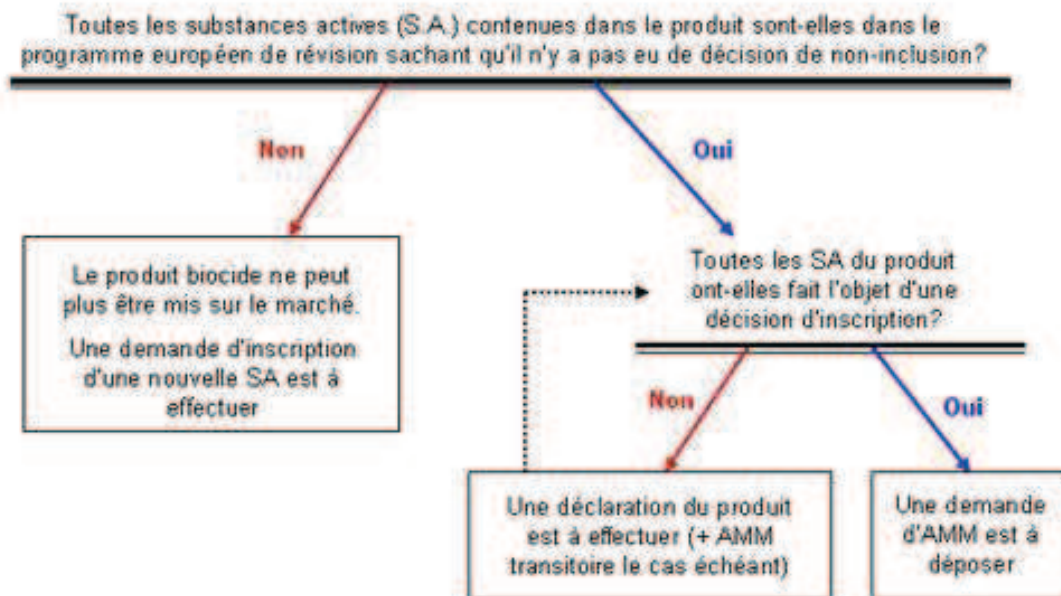 Toutes les substances actives (S.A.) contenues dans le produit sont-elles dans le
programme européen de révision sachant qu'il n'y a pas eu de décision de non-inclusion?
Non
Oui
Le produit biocide ne peut
plus être mis sur le marché.
Une demande d'inscription
d'une nouvelle SA est à
effectuer
Toutes les SA du produit
ont-elles fait l'objet d'une
décision d'inscription?
Non
Oui
Une déclaration du produit
est à effectuer (+ AMM
transitoire le cas échéant)
Une demande
d'AMM est à
déposer